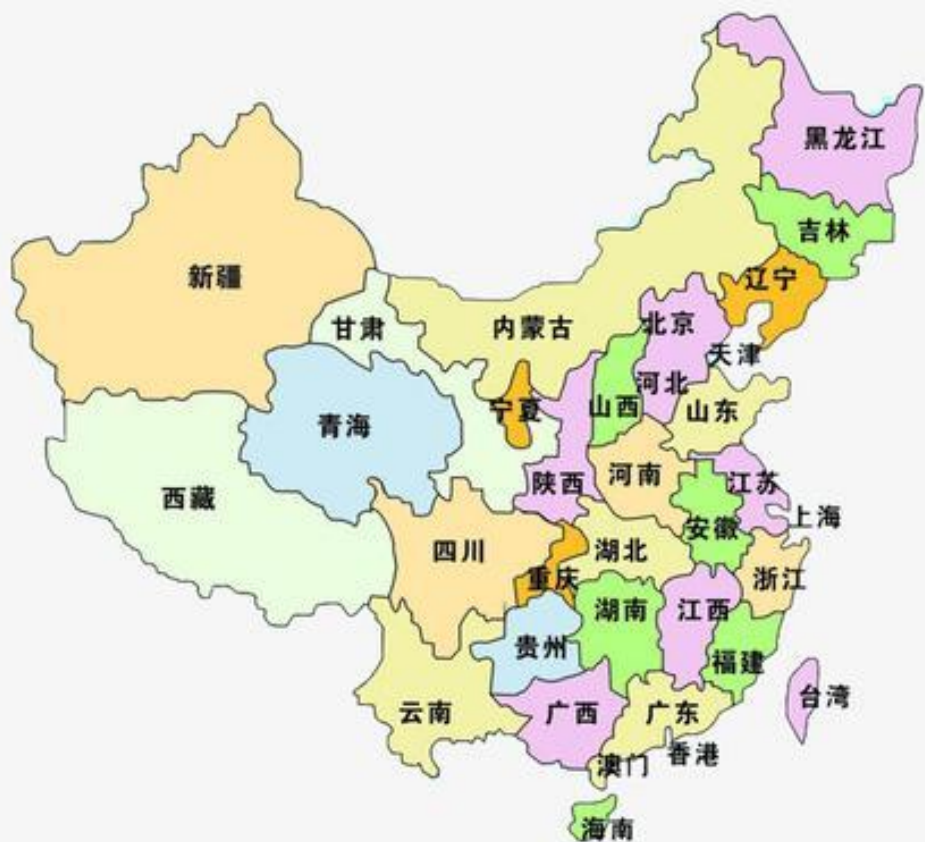 黑龙江
吉林
新疆
辽宁
甘肃
内蒙古
北京
天津
宁夏
山西
河北
青海
山东
西藏
陕西
河南
江苏
安徽
上海
四川
湖北
重庆
浙江
湖南
江西
贵州
福建
云南
广西
广东
台湾
香港
澳门
海南